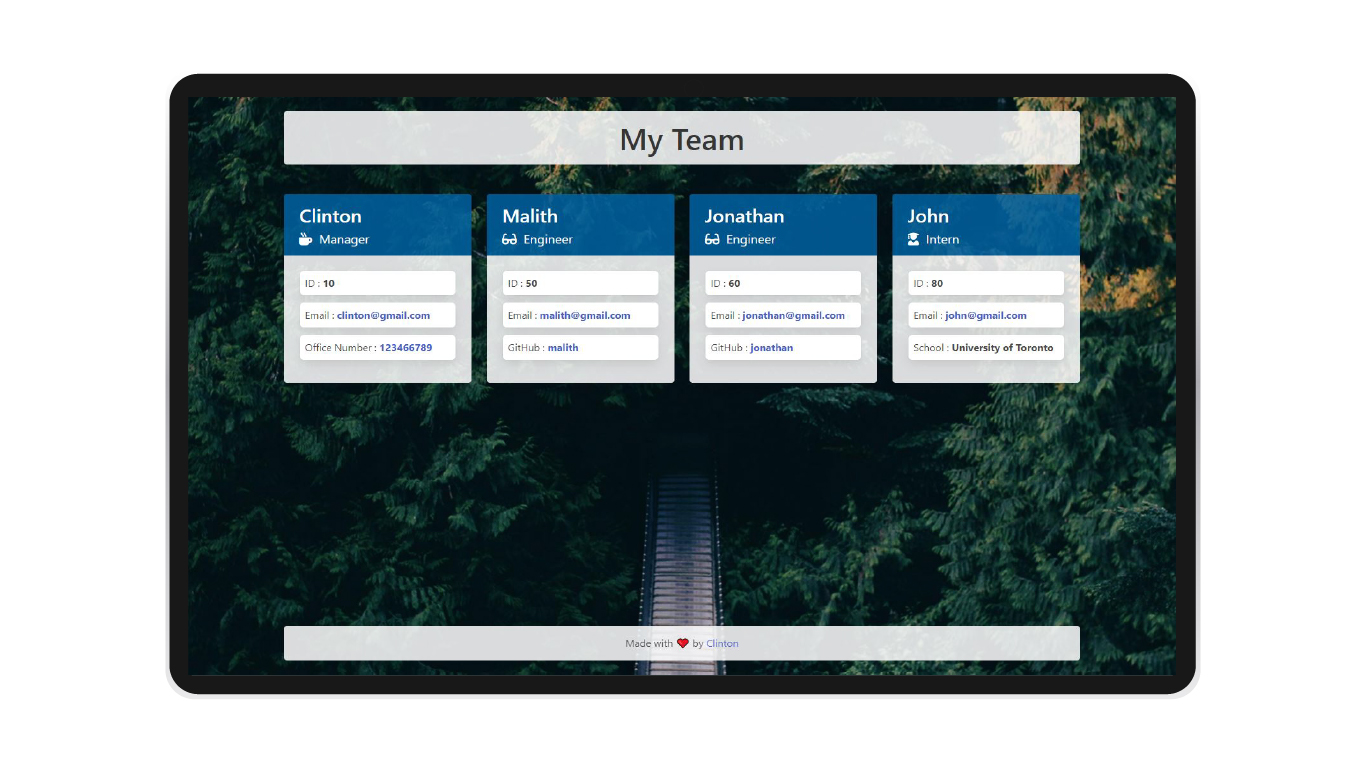 My Team
Clinton
Manager
ID : 10
Email : clinton@gmail.com
Office Number : 123466789
Malith
Engineer
ID : 50
Email : malith@gmail.com
GitHub : malith
Jonathan
Engineer
ID : 60
Email : jonathan@gmail.com
GitHub : jonathan
John
Intern
ID : 80
Email : john@gmail.com
School : University of Toronto
Made with ❤ by Clinton